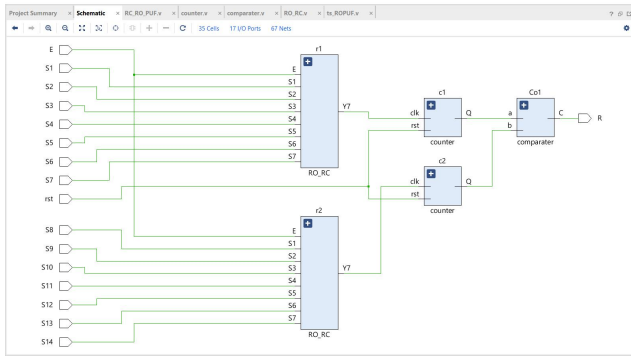 Project Summary × Schematic × RC_RO_PUF.v × counter.v × comparater.v × RO_RC.v × ts_ROPUF.v ×
35 Cells 17 I/O Ports 67 Nets
E
S1
S2
S3
S4
S5
S6
S7
rst
S8
S9
S10
S11
S12
S13
S14
r1
E
S1
S2
S3
S4
S5
S6
S7
Y7
RO_RC
r2
E
S1
S2
S3
S4
S5
S6
S7
Y7
RO_RC
c1
clk
rst
Q
counter
c2
clk
rst
Q
counter
Co1
a
b
C
comparater
R